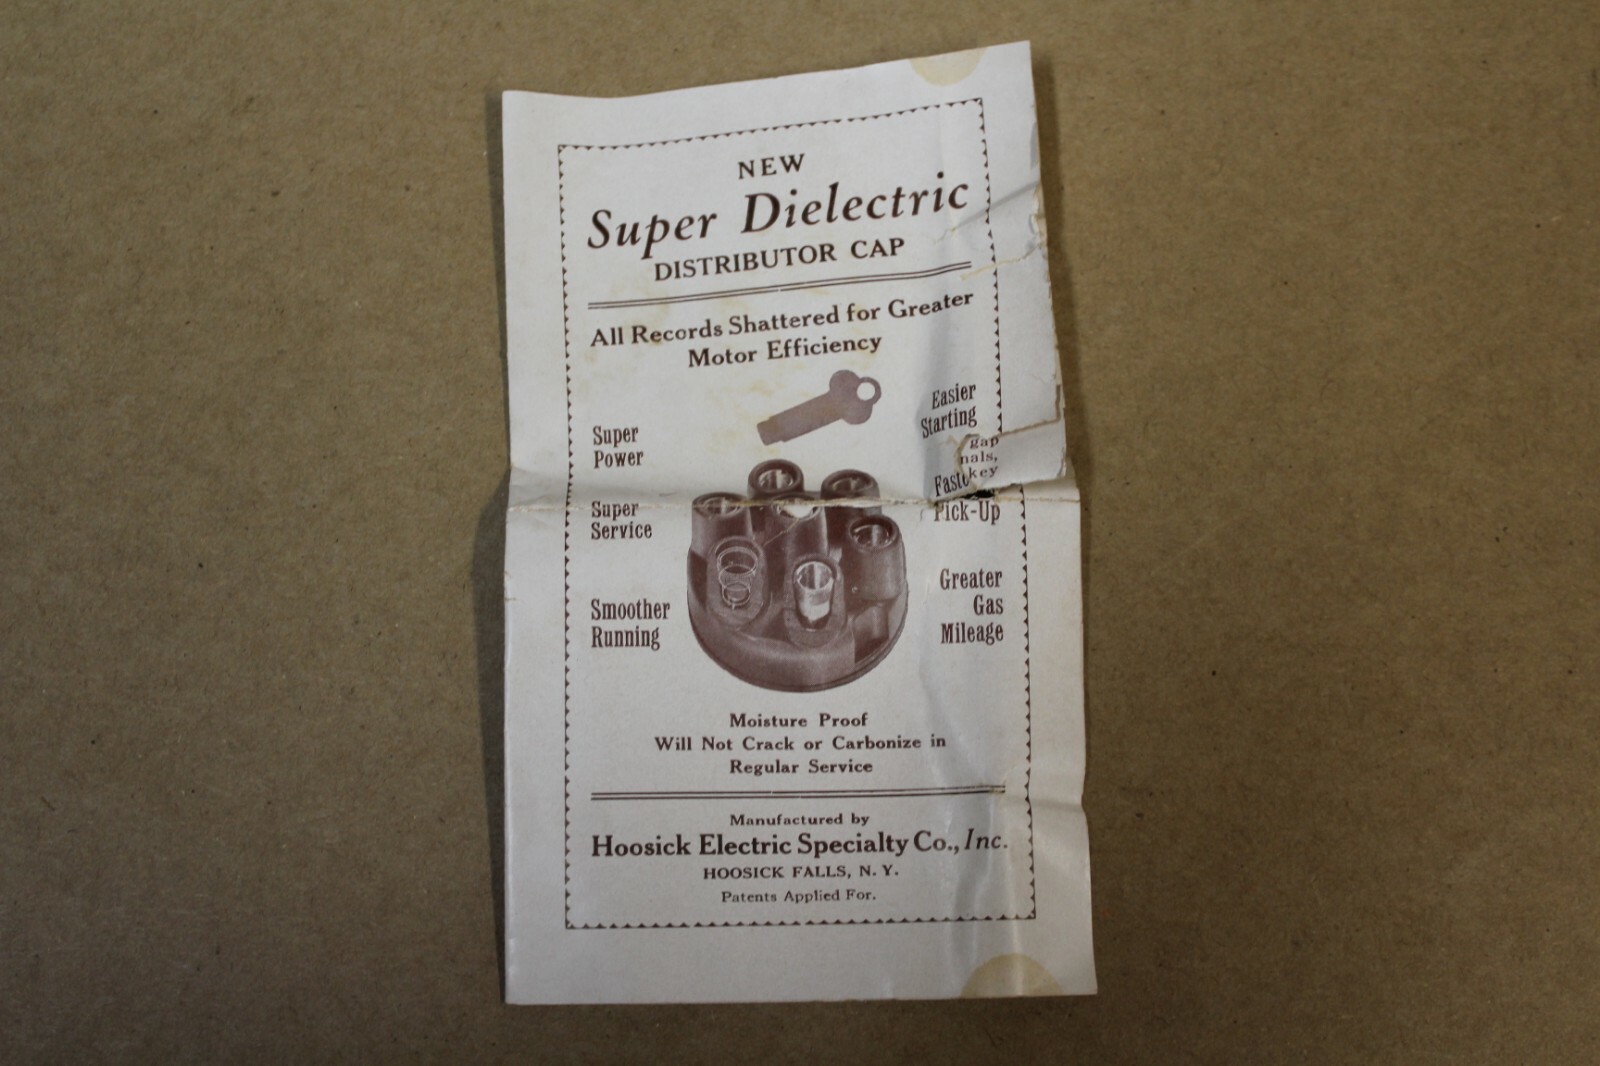 NEW
Super Dielectric
DISTRIBUTOR CAP
All Records Shattered for Greater
Motor Efficiency
Super
Power
Super
Service
Smoother
Running
Easier
Starting
gap
nals,
key
Pick-Up
Greater
Gas
Mileage
Moisture Proof
Will Not Crack or Carbonize in
Regular Service
Manufactured by
Hoosick Electric Specialty Co., Inc.
HOOSICK FALLS, N. Y.
Patents Applied For.